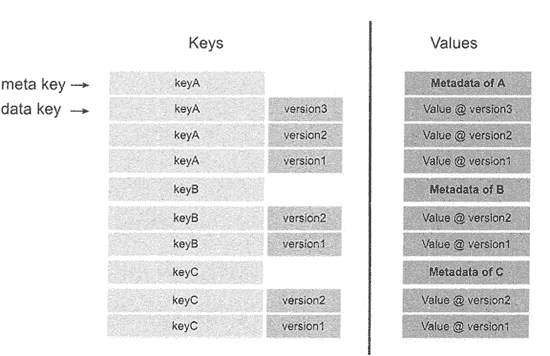 Keys Values
meta key → keyA Metadata of A
data key → keyA version3 Value @ version3
keyA version2 Value @ version2
keyA version1 Value @ version1
keyB Metadata of B
keyB version2 Value @ version2
keyB version1 Value @ version1
keyC Metadata of C
keyC version2 Value @ version2
keyC version1 Value @ version1